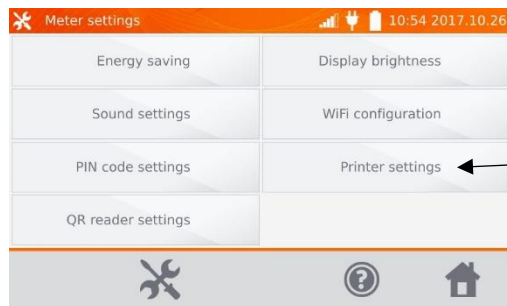 Meter settings 10:54 2017.10.26
Energy saving Display brightness
Sound settings WiFi configuration
PIN code settings Printer settings
QR reader settings